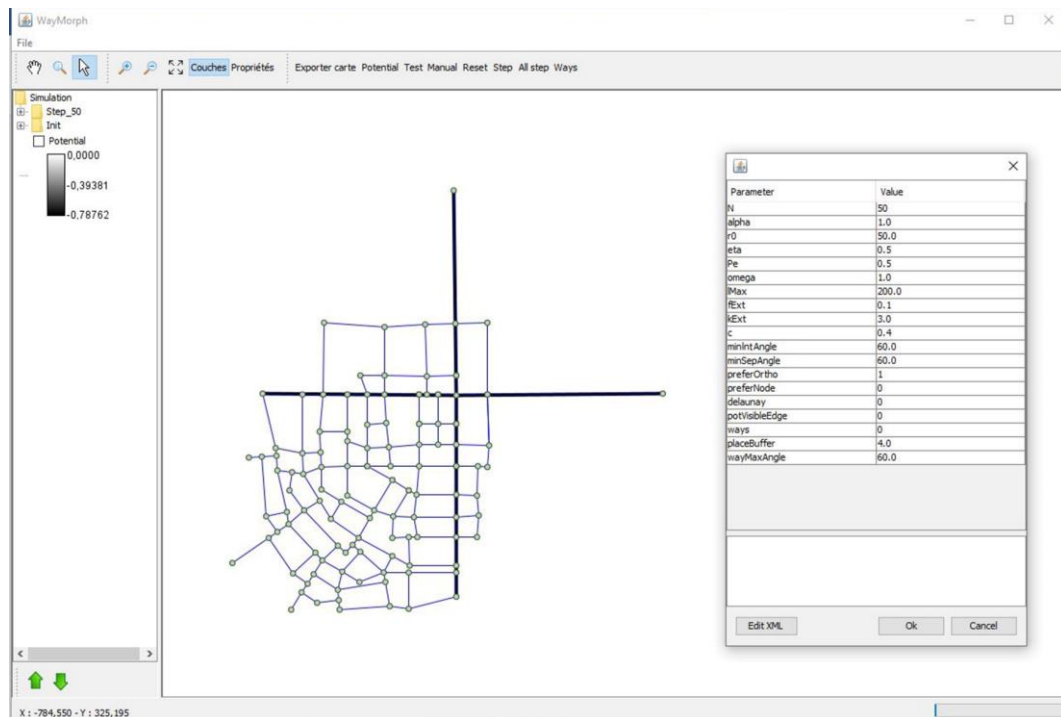 WayMorph
File
Couches Propriétés Exporter carte Potential Test Manual Reset Step All step Ways
Simulation
Step_50
Init
Potential
0,0000
-0,39381
-0,78762
Parameter Value
N 50
alpha 1.0
r0 50.0
eta 0.5
Pe 0.5
omega 1.0
lMax 200.0
fExt 0.1
kExt 3.0
c 0.4
minIntAngle 60.0
minSepAngle 60.0
preferOrtho 1
preferNode 0
delaunay 0
potVisibleEdge 0
ways 0
placeBuffer 4.0
wayMaxAngle 60.0
Edit XML Ok Cancel
X : -784,550 - Y : 325,195